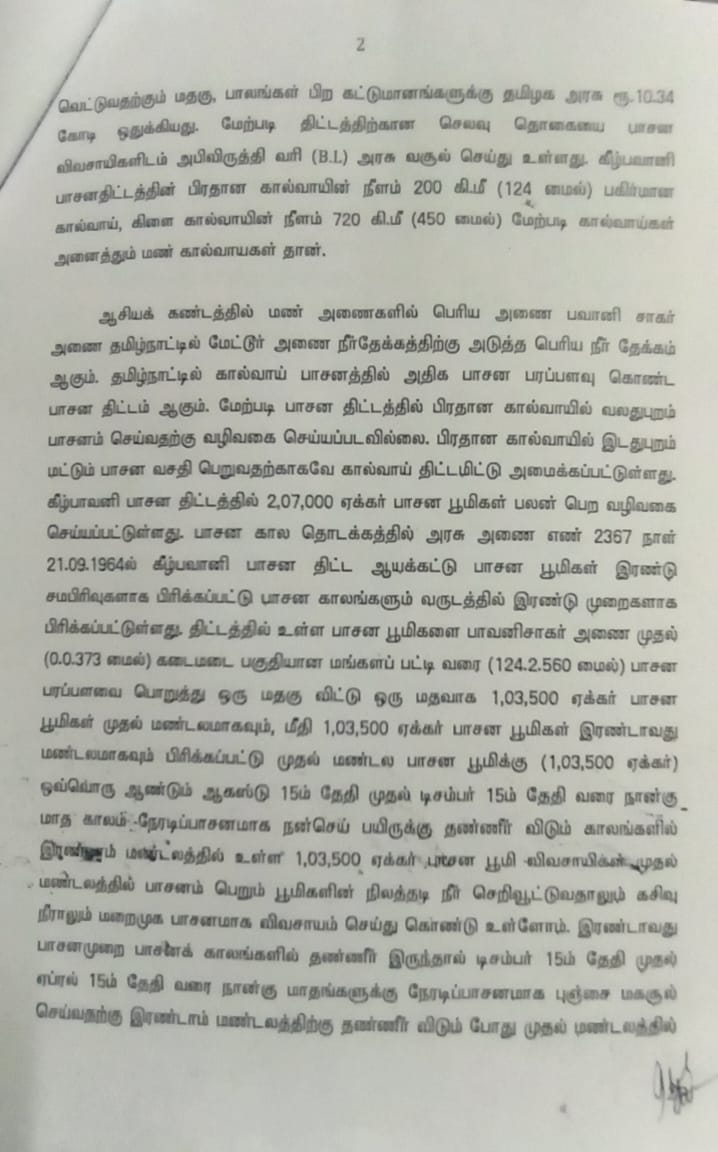 2
வெட்டுவதற்கும் மதகு, பாலங்கள் பிற கட்டுமானங்களுக்கு தமிழக அரசு ரூ.10.34
கோடி ஒதுக்கியது. மேற்படி திட்டத்திற்கான செலவு தொகையை பாசன
விவசாயிகளிடம் அபிவிருத்தி வரி (B.L) அரசு வசூல் செய்து உள்ளது. கீழ்பவானி
பாசனதிட்டத்தின் பிரதான கால்வாயின் நீளம் 200 கி.மீ (124 மைல்) பகிர்மான
கால்வாய், கிளை கால்வாயின் நீளம் 720 கி.மீ (450 மைல்) மேற்படி கால்வாய்கள்
அனைத்தும் மண் கால்வாயகள் தான்.
ஆசியக் கண்டத்தில் மண் அணைகளில் பெரிய அணை பவானி சாகர்
அணை தமிழ்நாட்டில் மேட்டூர் அணை நீர்தேக்கத்திற்கு அடுத்த பெரிய நீர் தேக்கம்
ஆகும். தமிழ்நாட்டில் கால்வாய் பாசனத்தில் அதிக பாசன பரப்பளவு கொண்ட
பாசன திட்டம் ஆகும். மேற்படி பாசன திட்டத்தில் பிரதான கால்வாயில் வலதுபுறம்
பாசனம் செய்வதற்கு வழிவகை செய்யப்படவில்லை. பிரதான கால்வாயில் இடதுபுறம்
மட்டும் பாசன வசதி பெறுவதற்காகவே கால்வாய் திட்டமிட்டு அமைக்கப்பட்டுள்ளது.
கீழ்பாவனி பாசன திட்டத்தில் 2,07,000 ஏக்கர் பாசன பூமிகள் பலன் பெற வழிவகை
செய்யப்பட்டுள்ளது. பாசன கால தொடக்கத்தில் அரசு அணை எண் 2367 நாள்
21.09.1964ல் கீழ்பவானி பாசன திட்ட ஆயக்கட்டு பாசன பூமிகள் இரண்டு
சமபிரிவுகளாக பிரிக்கப்பட்டு பாசன காலங்களும் வருடத்தில் இரண்டு முறைகளாக
பிரிக்கப்பட்டுள்ளது. திட்டத்தில் உள்ள பாசன பூமிகளை பாவனிசாகர் அணை முதல்
(0.0.373 மைல்) கடைமடை பகுதியான மங்களப் பட்டி வரை (124.2.560 மைல்) பாசன
பரப்பளவை பொறுத்து ஒரு மதகு விட்டு ஒரு மதவாக 1,03,500 ஏக்கர் பாசன
பூமிகள் முதல் மண்டலமாகவும், மீதி 1,03,500 ஏக்கர் பாசன பூமிகள் இரண்டாவது
மண்டலமாகவும் பிரிக்கப்பட்டு முதல் மண்டல பாசன பூமிக்கு (1,03,500 ஏக்கர்)
ஒவ்வொரு ஆண்டும் ஆகஸ்டு 15ம் தேதி முதல் டிசம்பர் 15ம் தேதி வரை நான்கு
மாத காலம் நேரடிப்பாசனமாக நன்செய் பயிருக்கு தண்ணீர் விடும் காலங்களில்
இரண்டாம் மண்டலத்தில் உள்ள 1,03,500 ஏக்கர் பாசன பூமி விவசாயிகள் முதல்
மண்டலத்தில் பாசனம் பெறும் பூமிகளின் நிலத்தடி நீர் செறிவூட்டுவதாலும் கசிவு
நீராலும் மறைமுக பாசனமாக விவசாயம் செய்து கொண்டு உள்ளோம். இரண்டாவது
பாசனமுறை பாசனக் காலங்களில் தண்ணீர் இருந்தால் டிசம்பர் 15ம் தேதி முதல்
ஏப்ரல் 15ம் தேதி வரை நான்கு மாதங்களுக்கு நேரடிப்பாசனமாக புஞ்சை மகசூல்
செய்வதற்கு இரண்டாம் மண்டலத்திற்கு தண்ணீர் விடும் போது முதல் மண்டலத்தில்